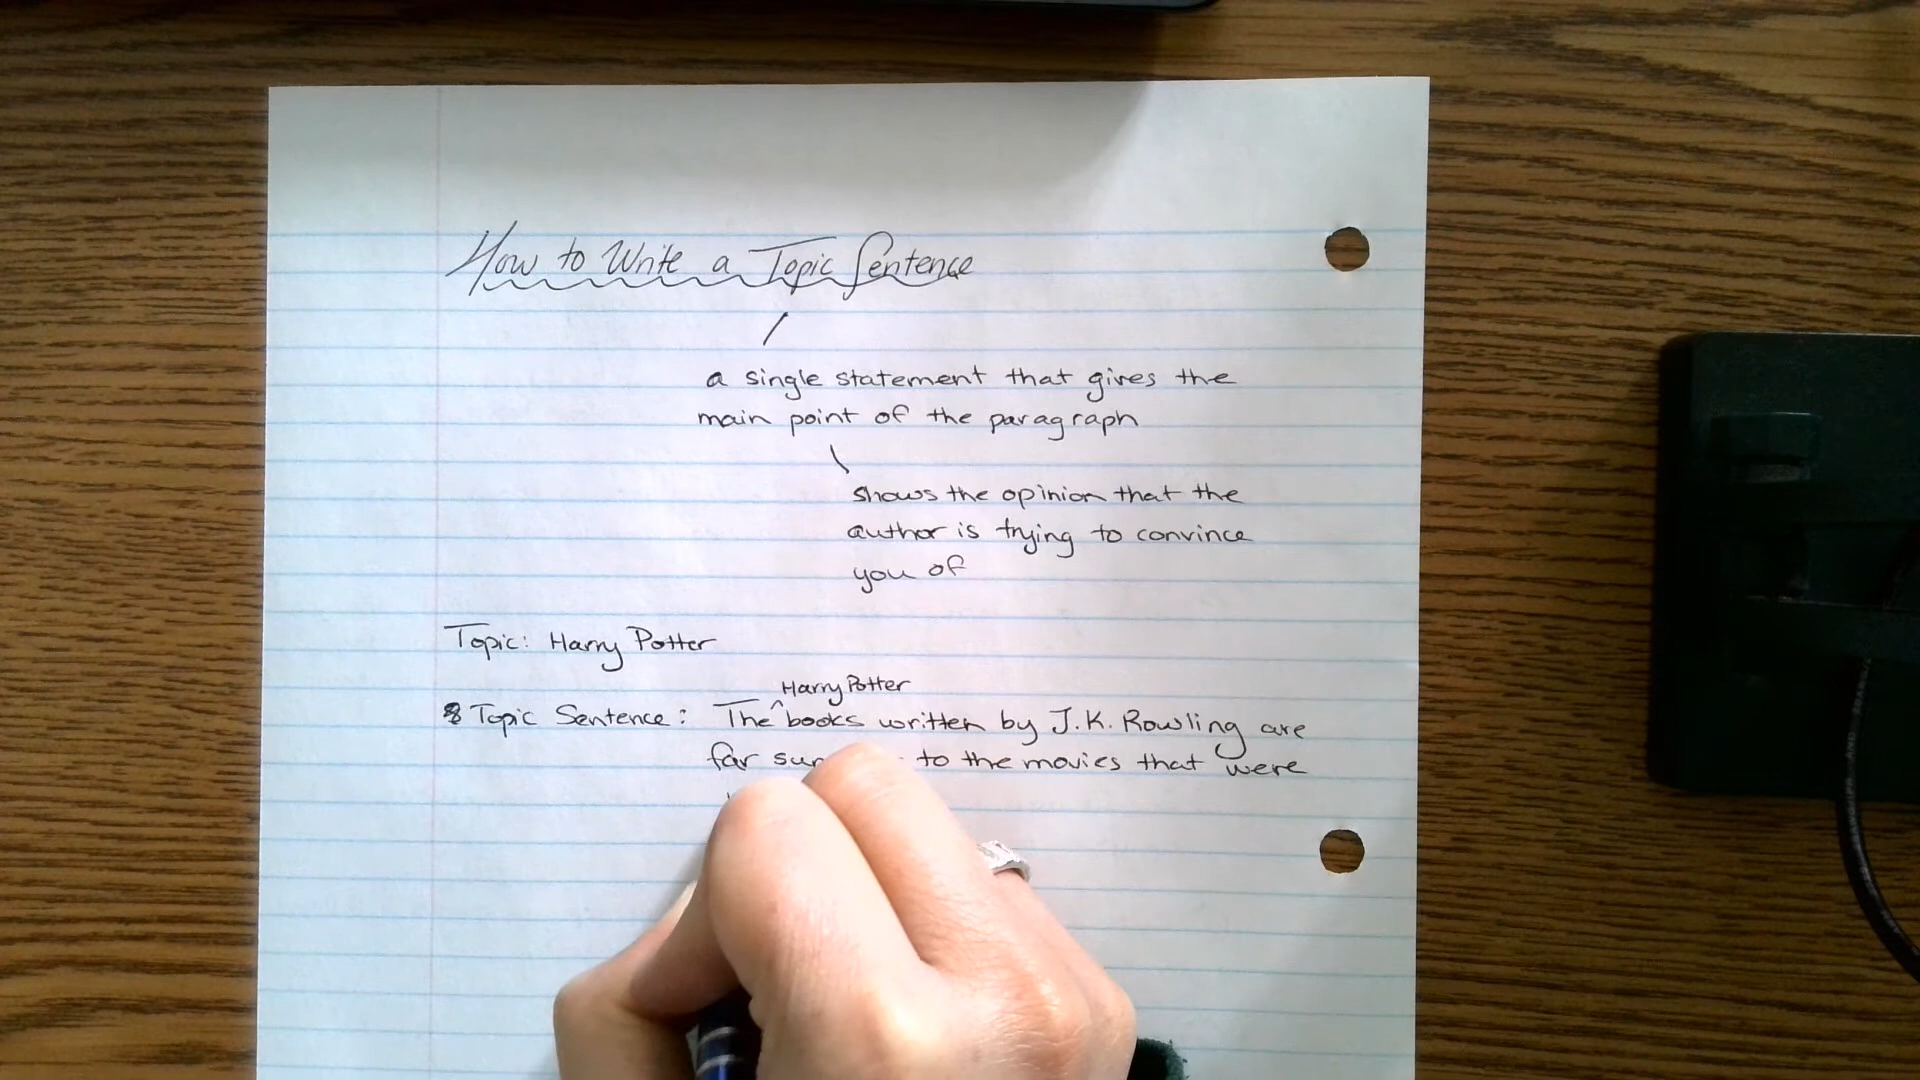 How to Write a Topic Sentence
a single statement that gives the
main point of the paragraph
shows the opinion that the
author is trying to convince
you of
Topic: Harry Potter
Harry Potter
Topic Sentence: The ^ books written by J.K. Rowling are
far to the movies that were